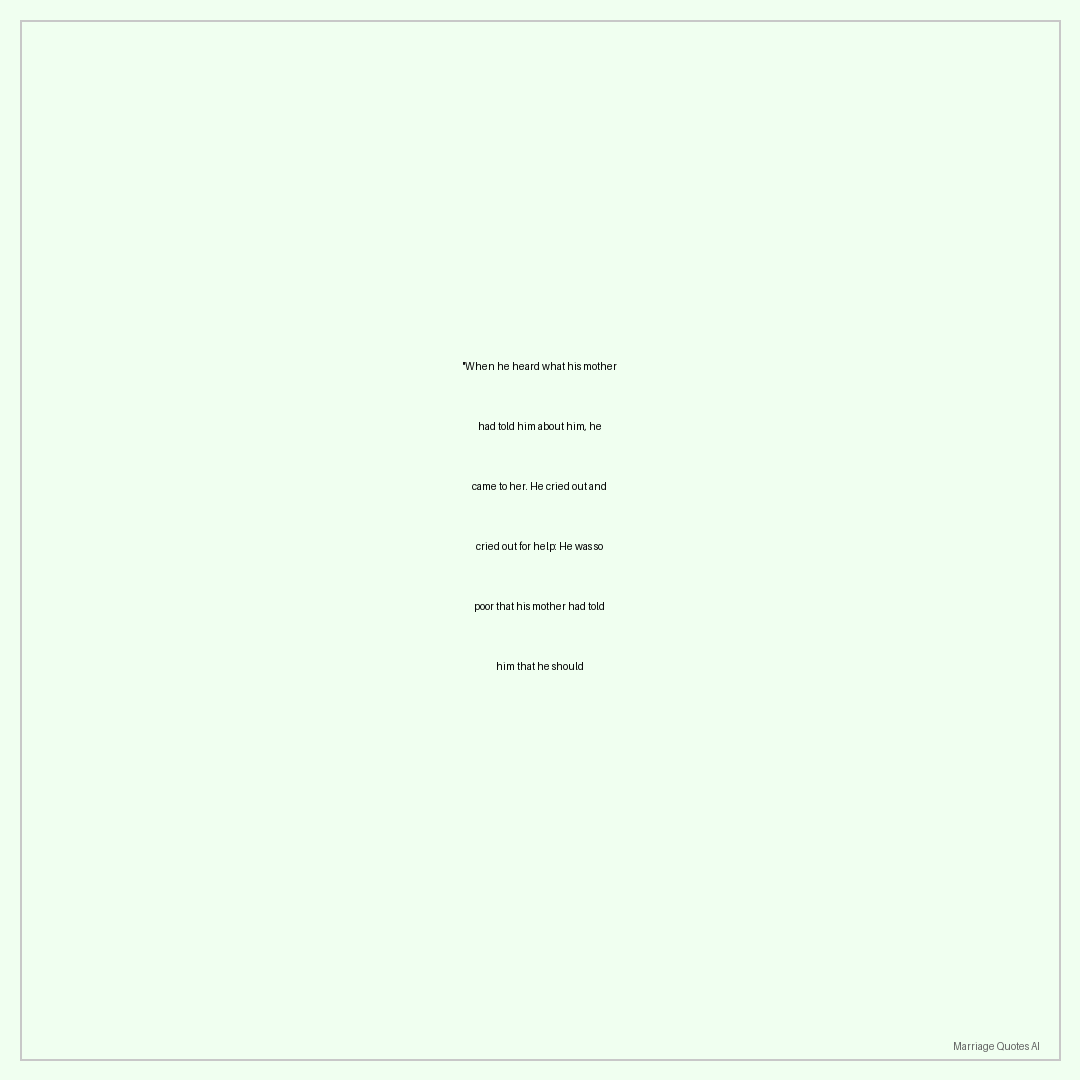 "When he heard what his mother
had told him about him, he
came to her. He cried out and
cried out for help: He was so
poor that his mother had told
him that he should
Marriage Quotes AI